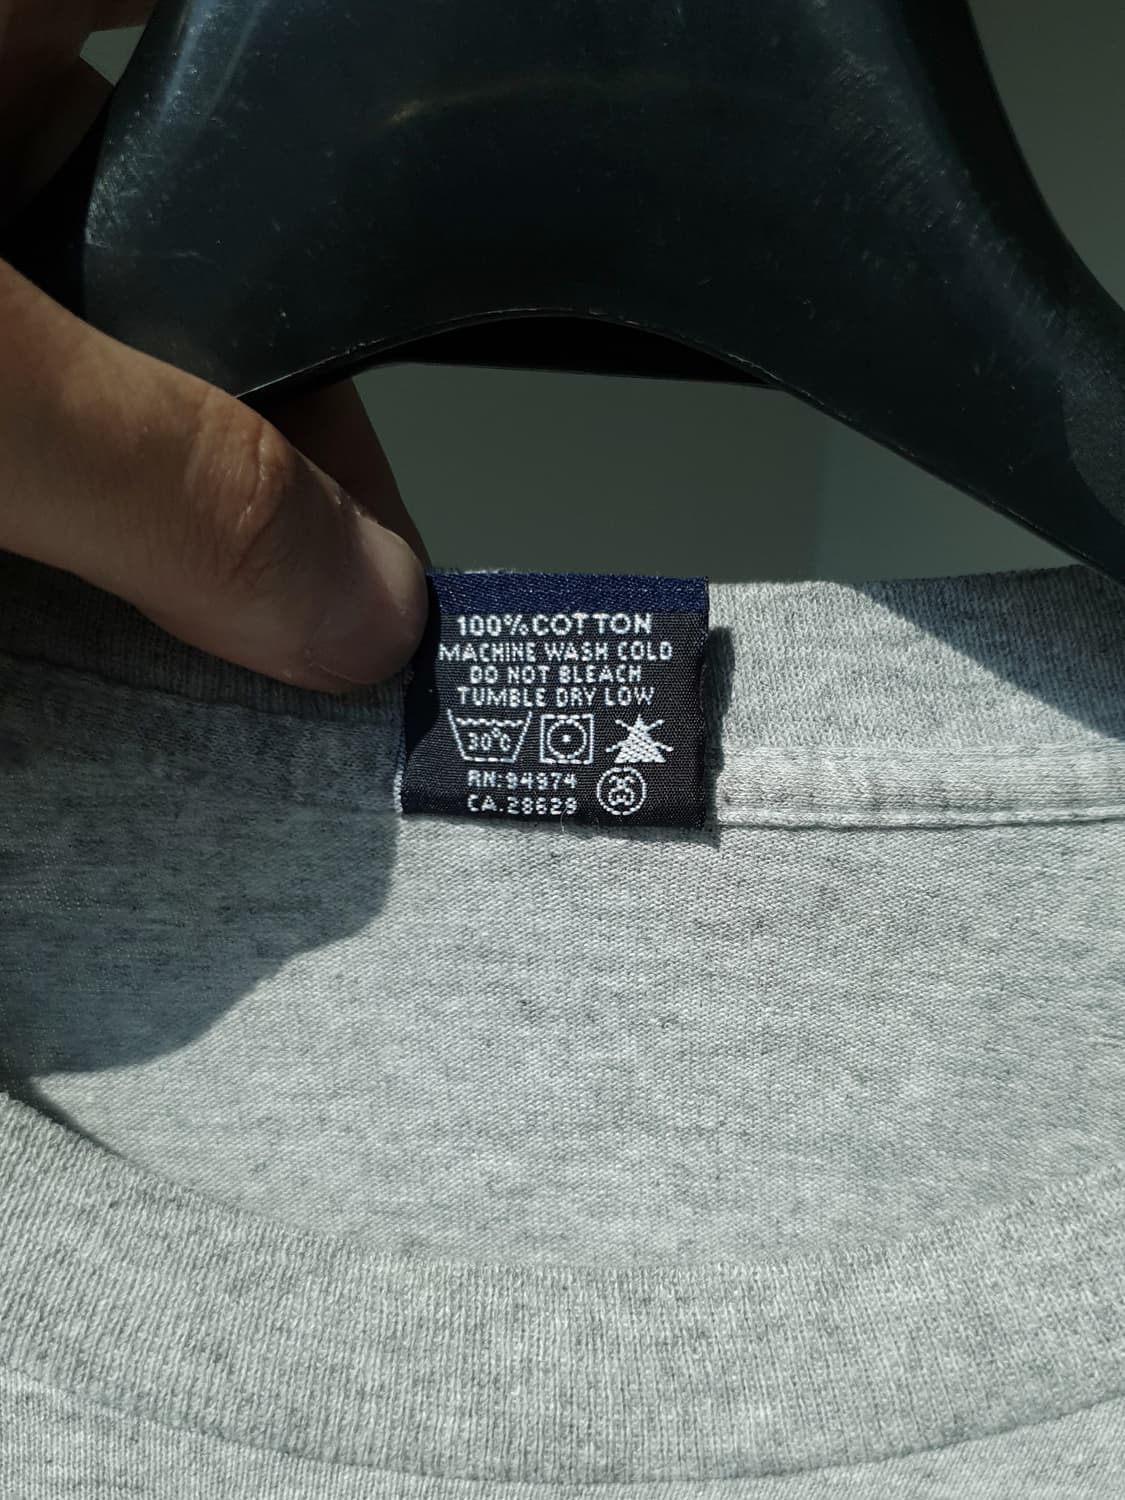 100% COTTON
MACHINE WASH COLD
DO NOT BLEACH
TUMBLE DRY LOW
30°C
RN:94974
CA.28629